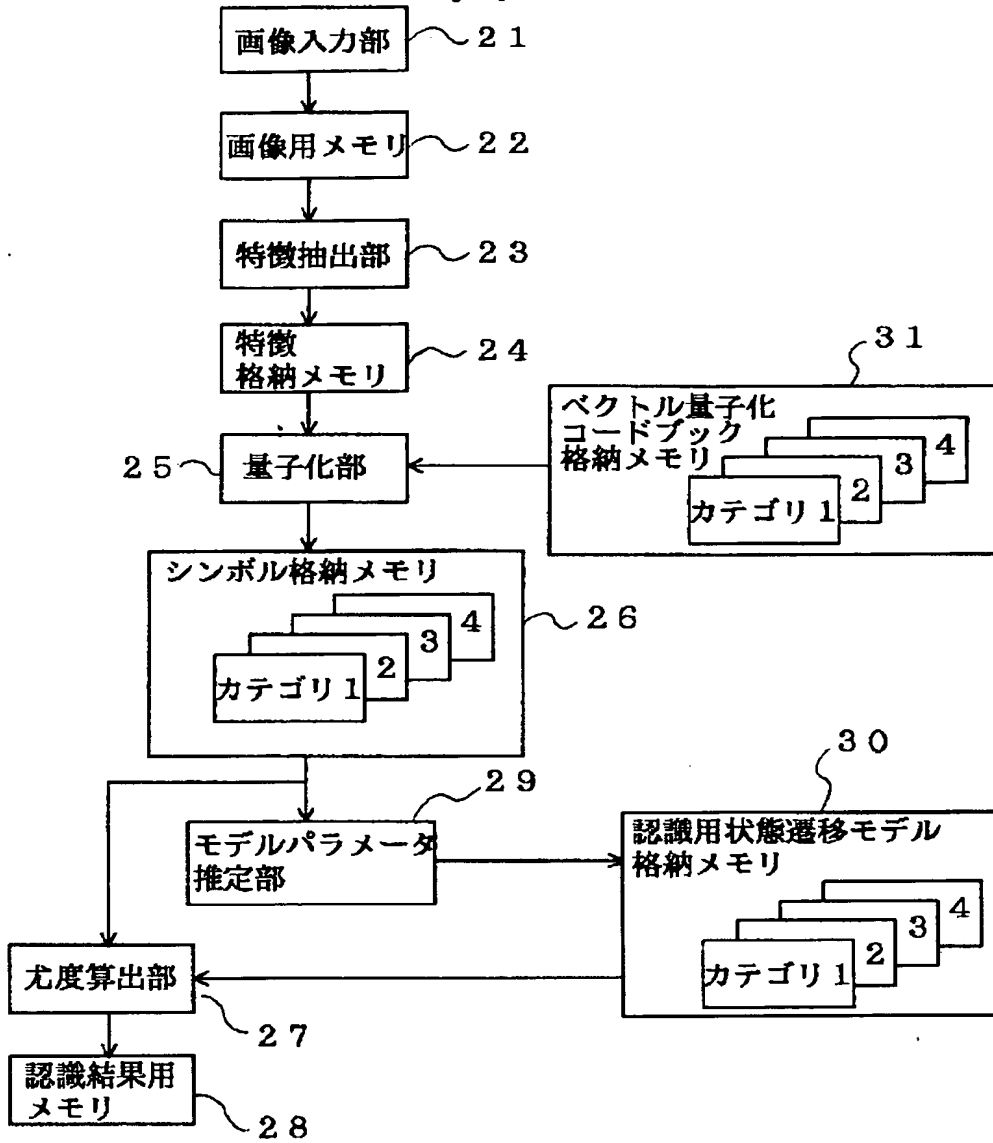 画像入力部
２１
画像用メモリ
２２
特徴抽出部
２３
特徴
格納メモリ
２４
３１
ベクトル量子化
コードブック
格納メモリ
カテゴリ１
2
3
4
２５
量子化部
シンボル格納メモリ
カテゴリ１
2
3
4
２６
２９
モデルパラメータ
推定部
３０
認識用状態遷移モデル
格納メモリ
カテゴリ１
2
3
4
尤度算出部
２７
認識結果用
メモリ
２８